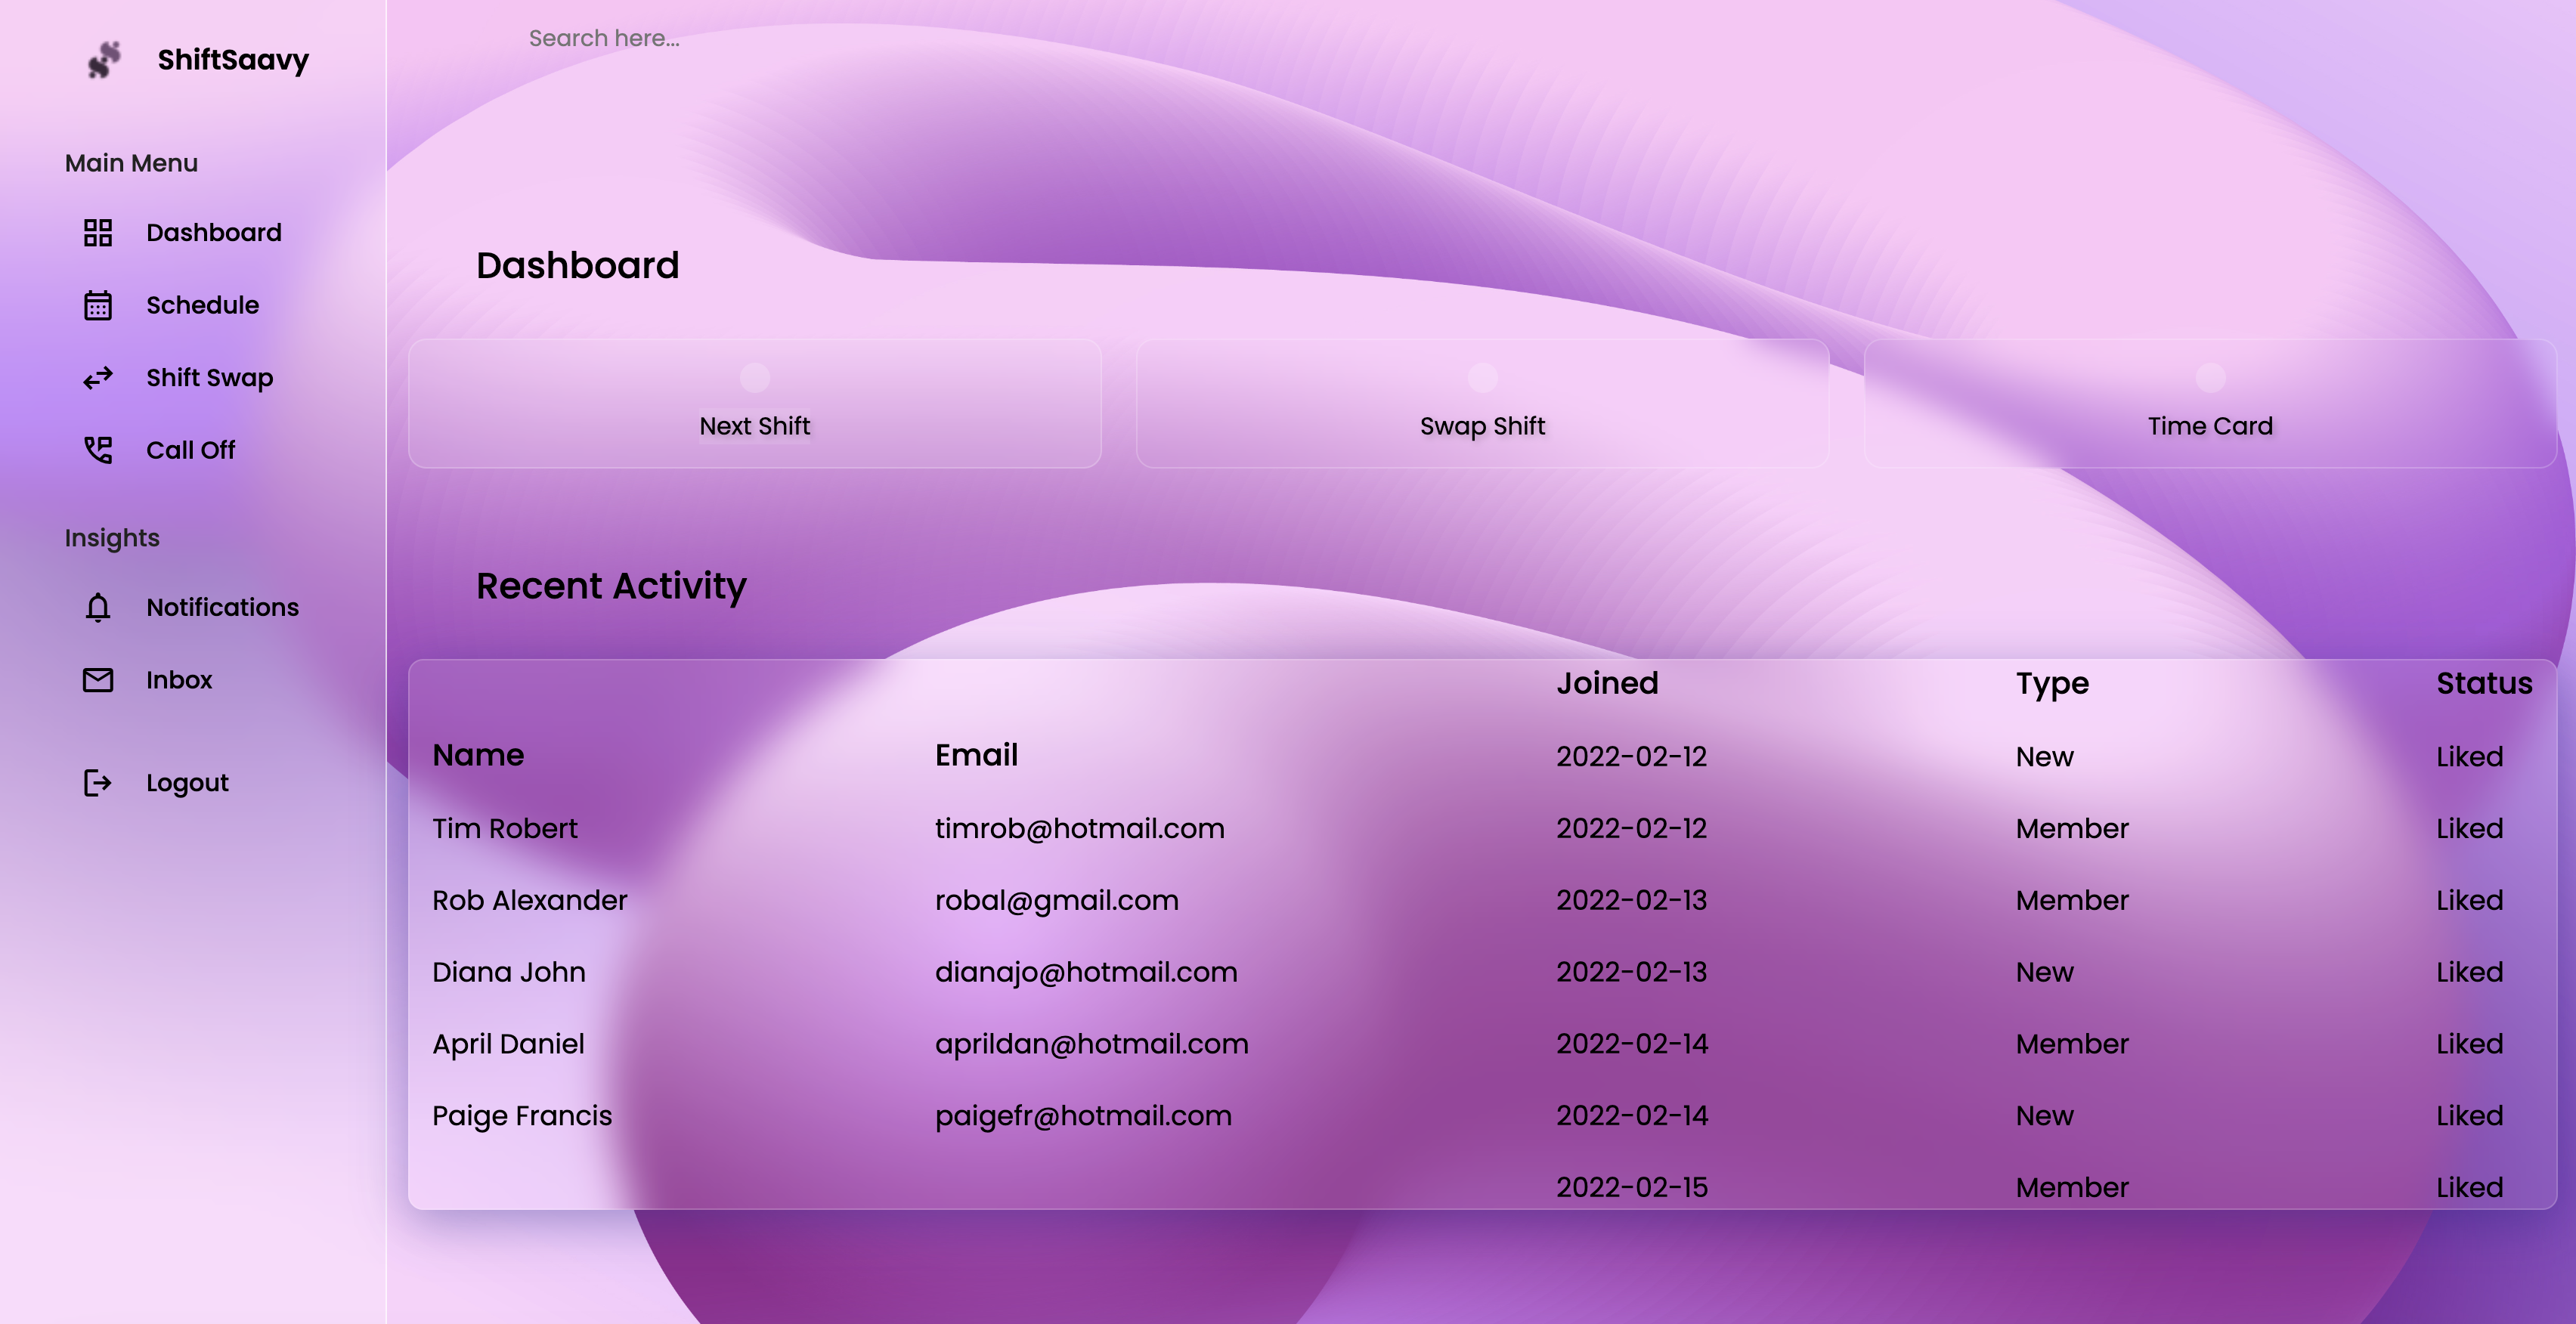 ShiftSaavy
Main Menu
Dashboard
Schedule
Shift Swap
Call Off
Insights
Notifications
Inbox
Logout
Search here...
Dashboard
Next Shift
Swap Shift
Time Card
Recent Activity
Joined Type Status
Name Email 2022-02-12 New Liked
Tim Robert timrob@hotmail.com 2022-02-12 Member Liked
Rob Alexander robal@gmail.com 2022-02-13 Member Liked
Diana John dianajo@hotmail.com 2022-02-13 New Liked
April Daniel aprildan@hotmail.com 2022-02-14 Member Liked
Paige Francis paigefr@hotmail.com 2022-02-14 New Liked
2022-02-15 Member Liked